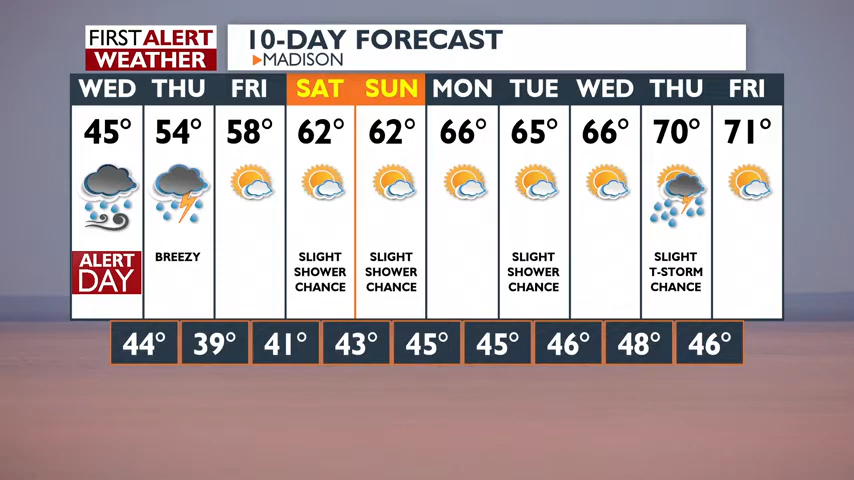 FIRST ALERT
WEATHER
10-DAY FORECAST
MADISON
WED THU FRI SAT SUN MON TUE WED THU FRI
45° 54° 58° 62° 62° 66° 65° 66° 70° 71°
ALERT
DAY
BREEZY
SLIGHT
SHOWER
CHANCE
SLIGHT
SHOWER
CHANCE
SLIGHT
SHOWER
CHANCE
SLIGHT
T-STORM
CHANCE
44° 39° 41° 43° 45° 45° 46° 48° 46°